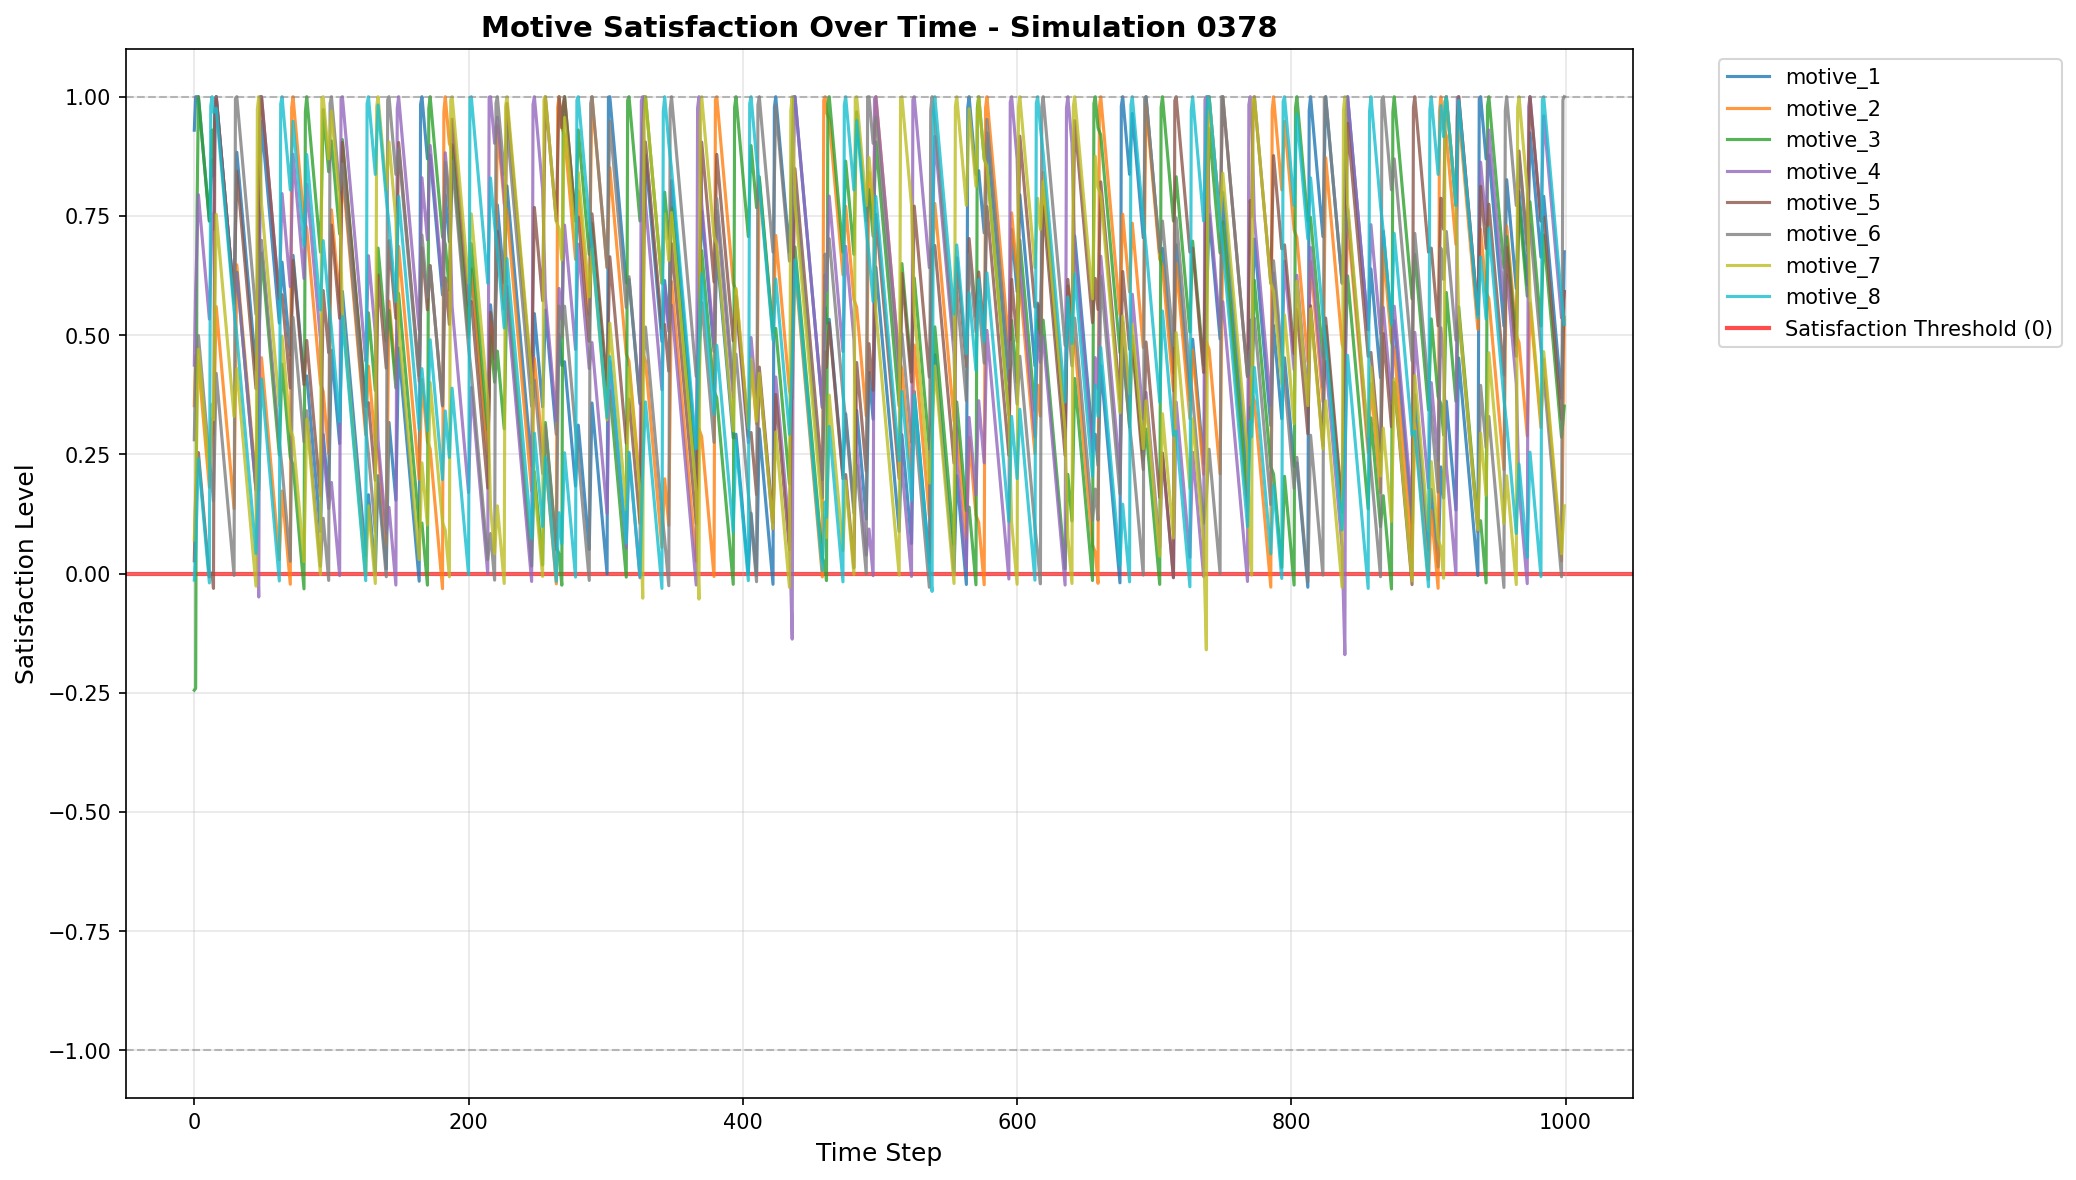 Motive Satisfaction Over Time - Simulation 0378
motive_1
motive_2
motive_3
motive_4
motive_5
motive_6
motive_7
motive_8
Satisfaction Threshold (0)
Satisfaction Level
1.00
0.75
0.50
0.25
0.00
−0.25
−0.50
−0.75
−1.00
0
200
400
600
800
1000
Time Step